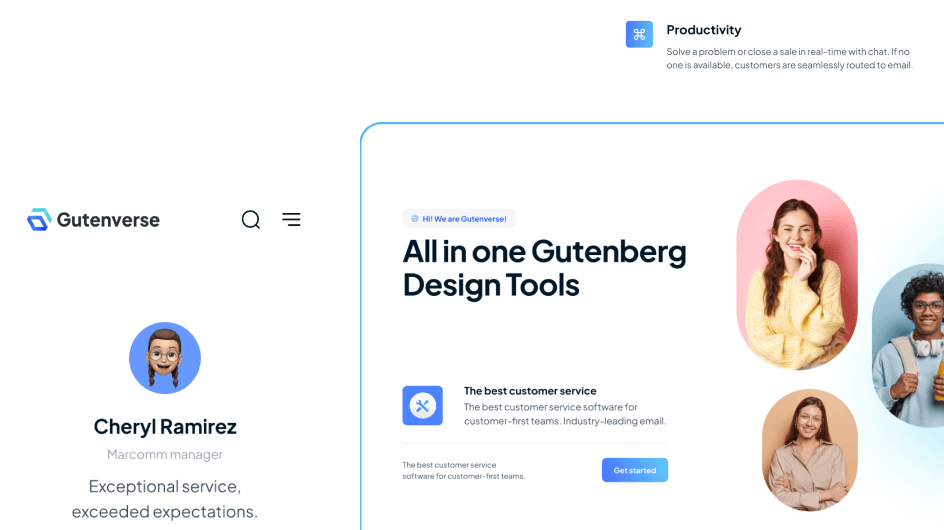 Productivity
Solve a problem or close a sale in real-time with chat. If no
one is available, customers are seamlessly routed to email.
Gutenverse
Cheryl Ramirez
Marcomm manager
Exceptional service,
exceeded expectations.
Hi! We are Gutenverse!
All in one Gutenberg
Design Tools
The best customer service
The best customer service software for
customer-first teams. Industry-leading email.
The best customer service
software for customer-first teams.
Get started